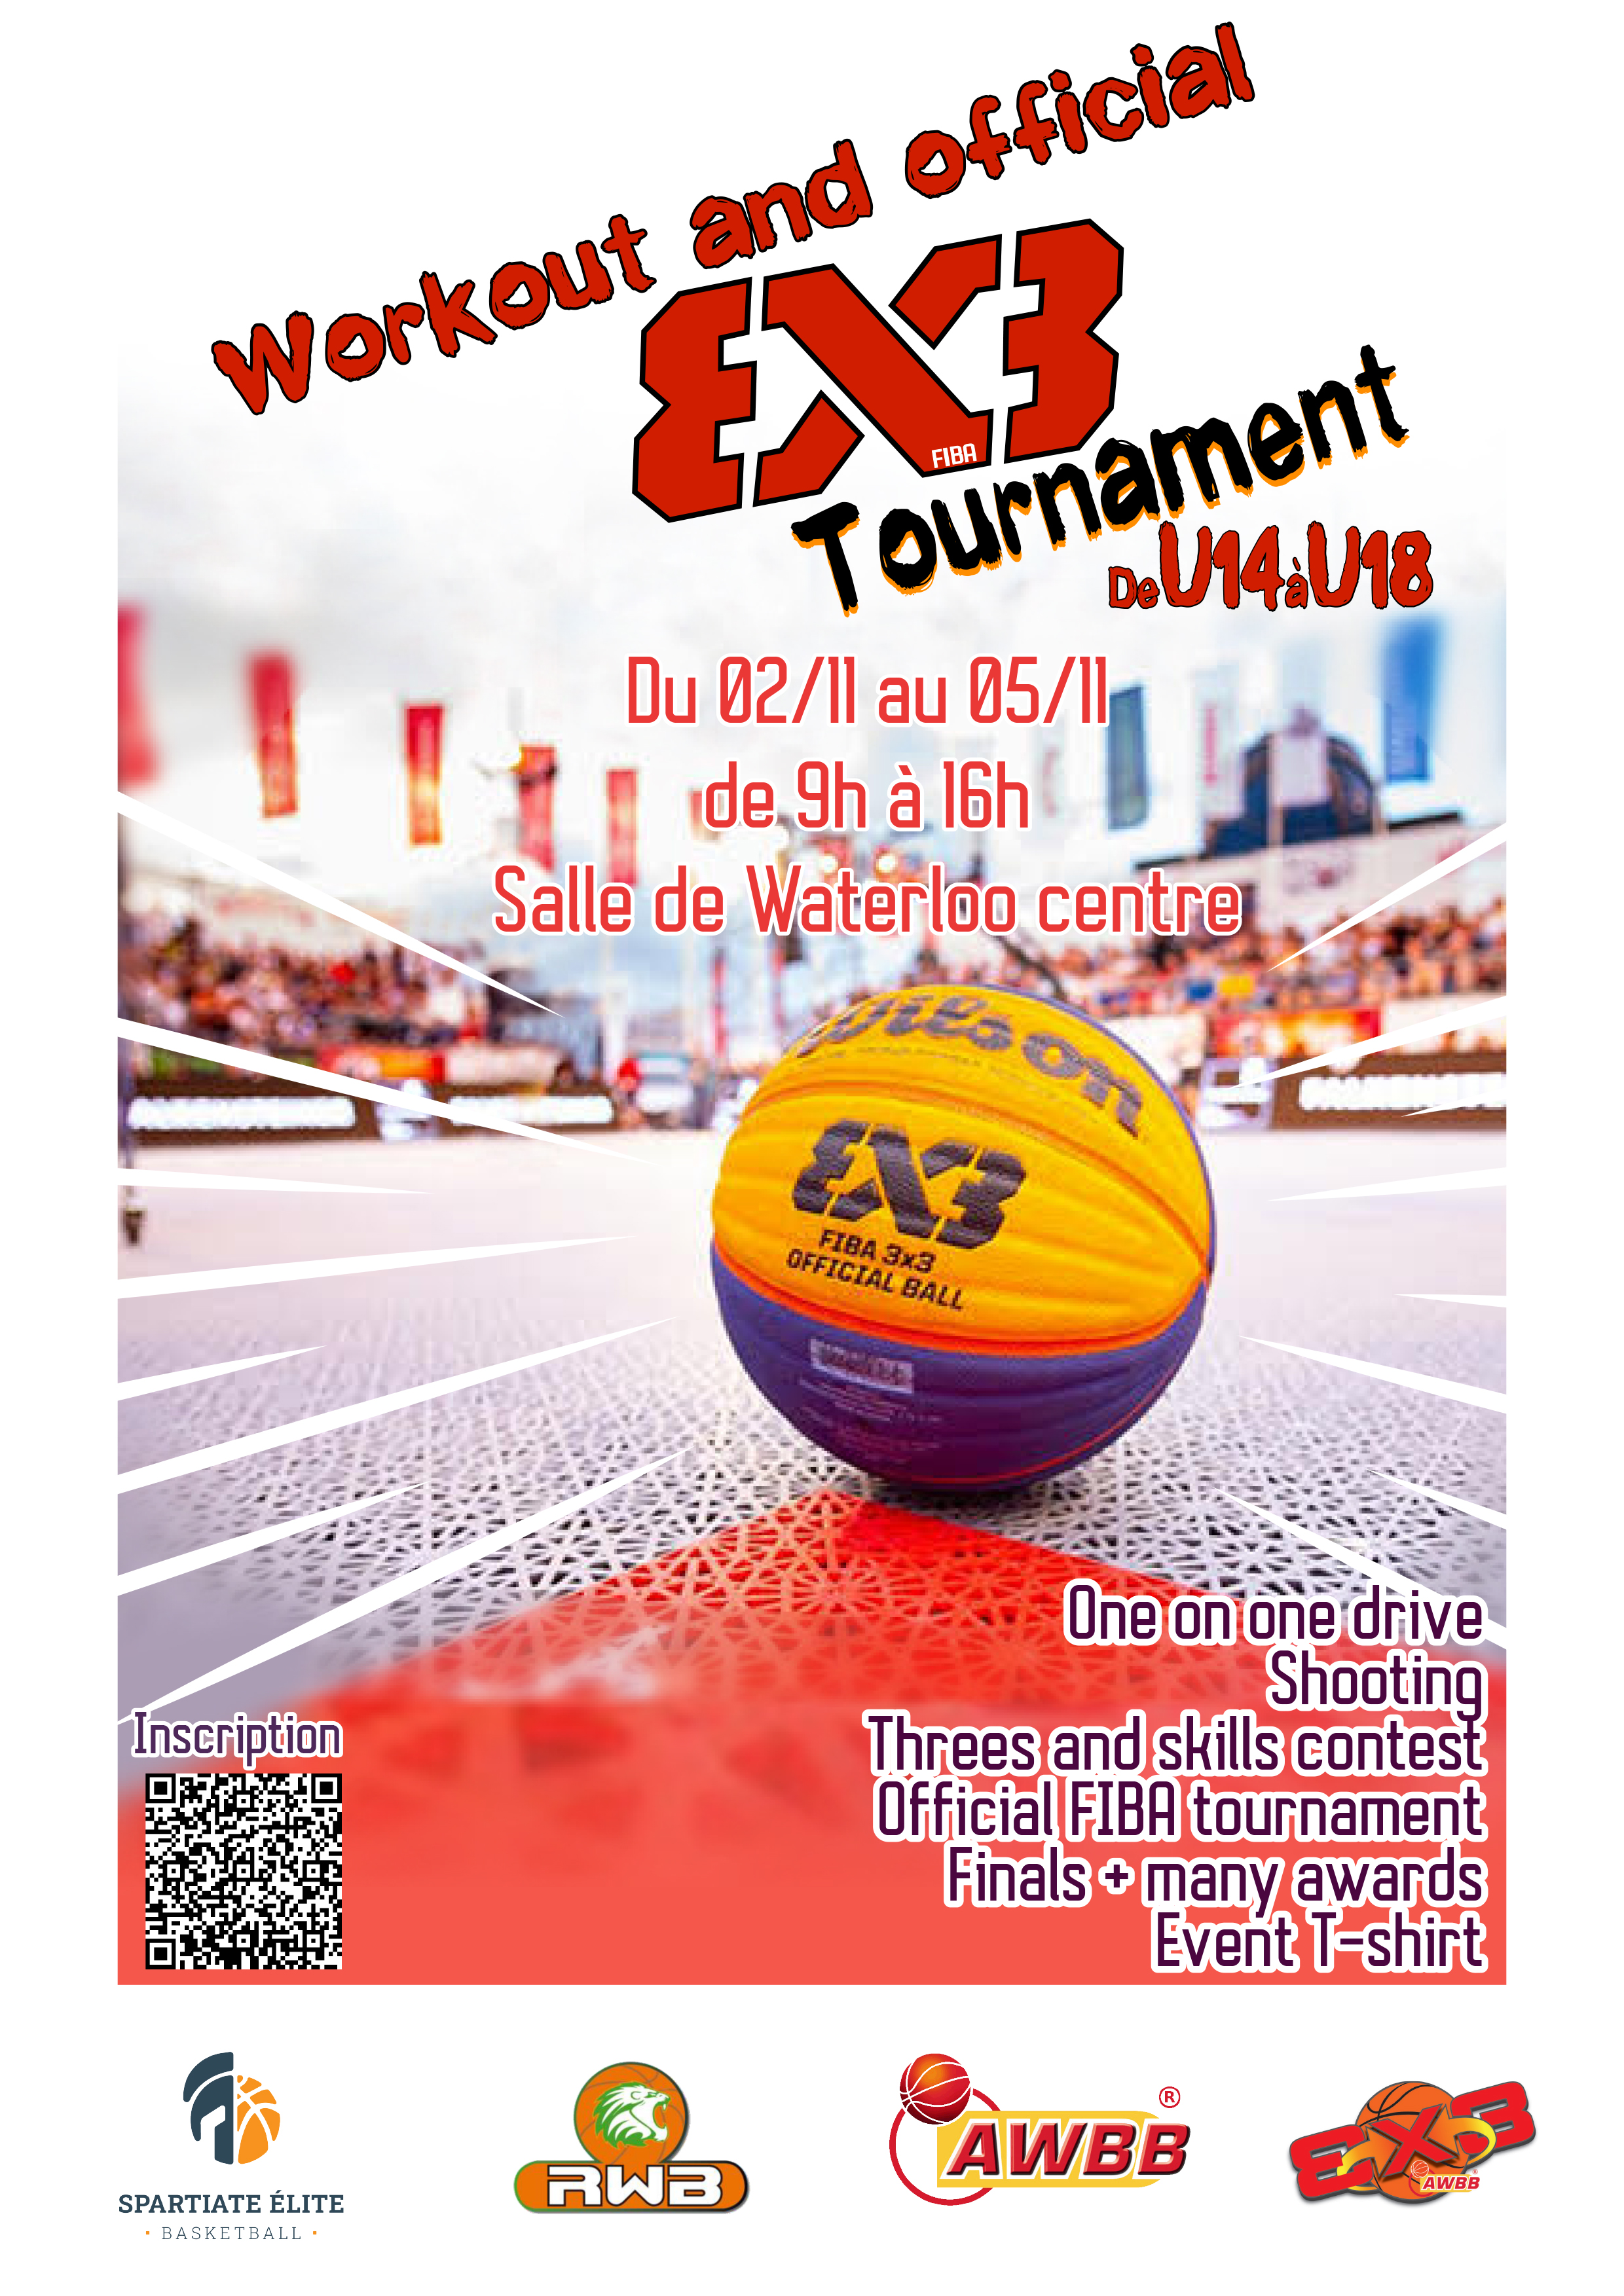 Workout and official
3X3
FIBA
Tournament
De U14 à U18
Du 02/11 au 05/11
de 9h à 16h
Salle de Waterloo centre
Wilson
3X3
FIBA 3x3
OFFICIAL BALL
One on one drive
Shooting
Threes and skills contest
Official FIBA tournament
Finals + many awards
Event T-shirt
Inscription
SPARTIATE ÉLITE
· BASKETBALL ·
RWB
AWBB ®
3X3
AWBB